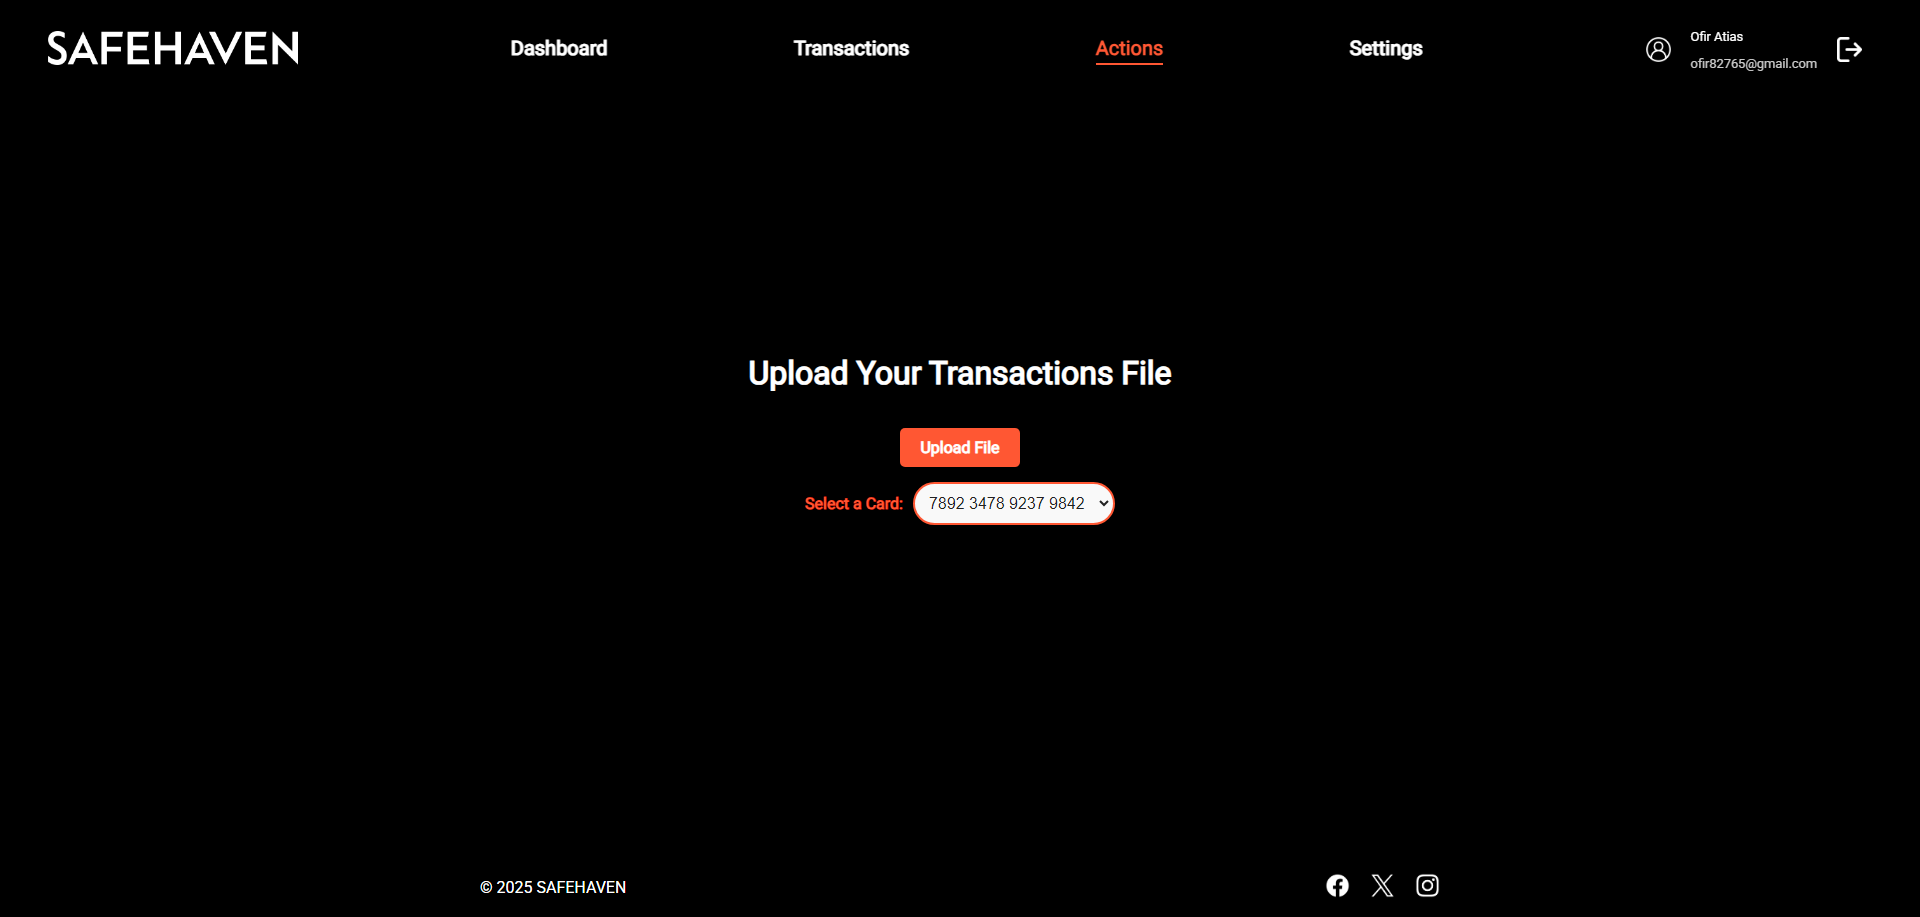 SAFEHAVEN
Dashboard
Transactions
Actions
Settings
Ofir Atias
ofir82765@gmail.com
Upload Your Transactions File
Upload File
Select a Card: 7892 3478 9237 9842
© 2025 SAFEHAVEN